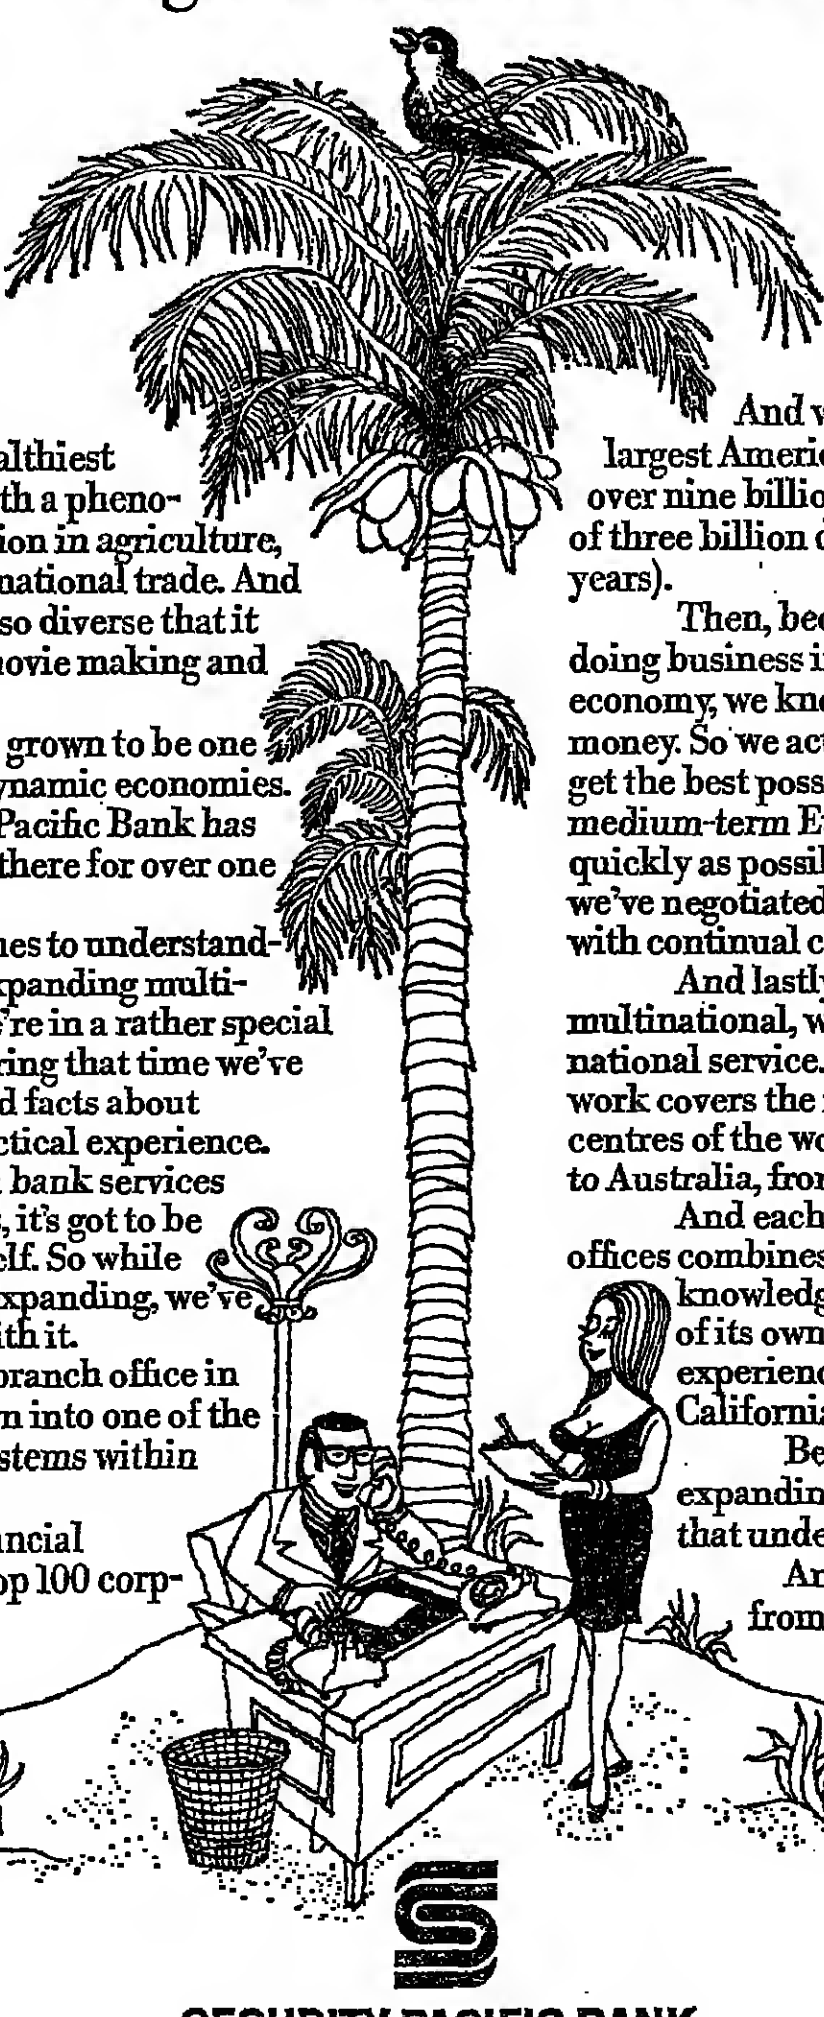 althiest
th a pheno-
ion in agriculture,
national trade. And
so diverse that it
movie making and
grown to be one
ynamic economies.
Pacific Bank has
there for over one
nes to understand-
panding multi-
're in a rather special
ring that time we've
d facts about
ctical experience.
bank services
, it's got to be
elf. So while
xpanding, we've
ith it.
branch office in
n into one of the
stems within
ncial
op 100 corp-
And
largest Americ
over nine billio
of three billion
years).
Then, bec
doing business i
economy, we kn
money. So we ac
get the best poss
medium-term E
quickly as possil
we've negotiated
with continual c
And lastly
multinational, w
national service.
work covers the
centres of the wo
to Australia, from
And each
offices combines
knowledg
of its own
experienc
California
Be
expandin
that unde
An
from
S
SECURITY PACIFIC BANK